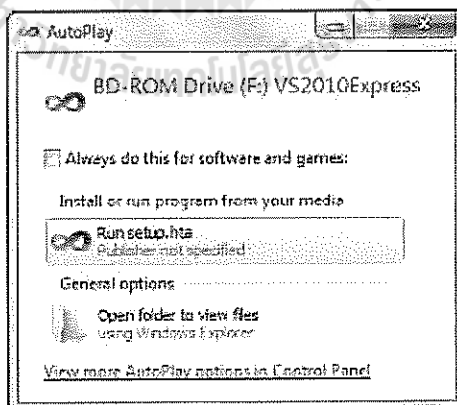 AutoPlay
BD-ROM Drive (F:) VS2010Express
Always do this for software and games:
Install or run program from your media
Run setup.hta
Publisher not specified
General options
Open folder to view files
using Windows Explorer
View more AutoPlay options in Control Panel